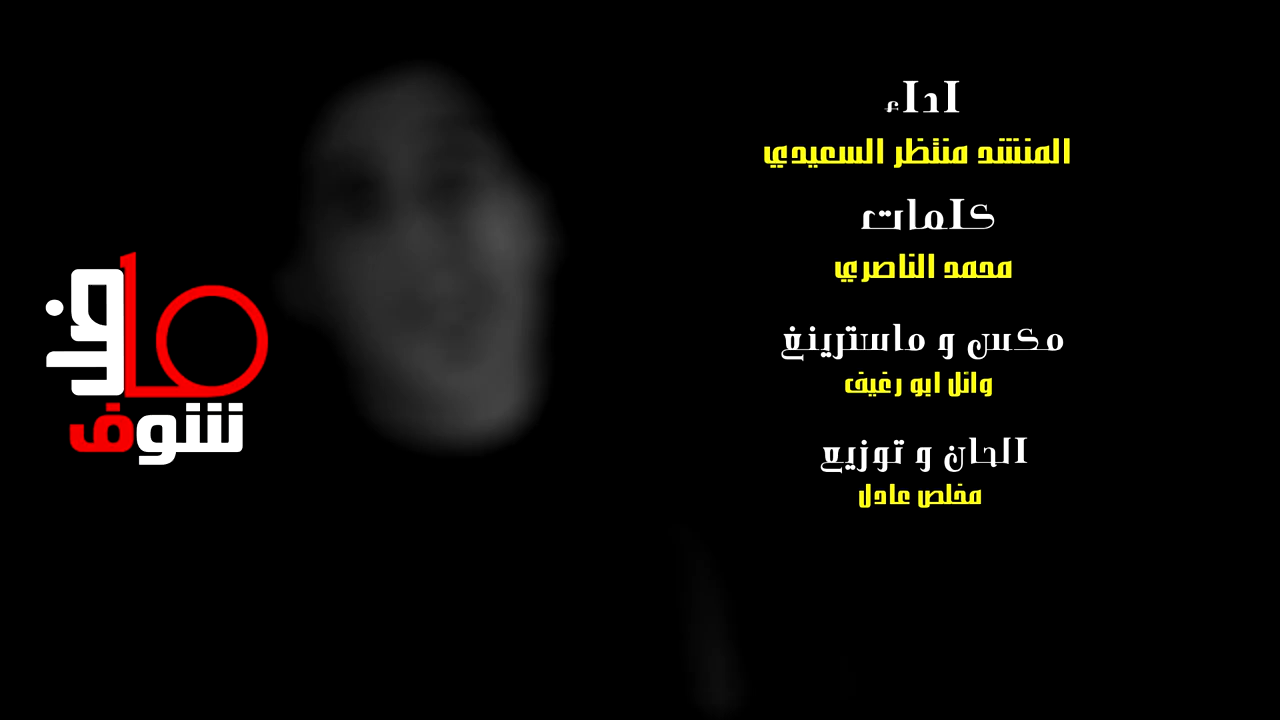 اداء
المنشد منتظر السعيدي
كلمات
محمد الناصري
مكس و ماسترينغ
وائل ابو رغيف
الحان و توزيع
مخلص عادل
شوف